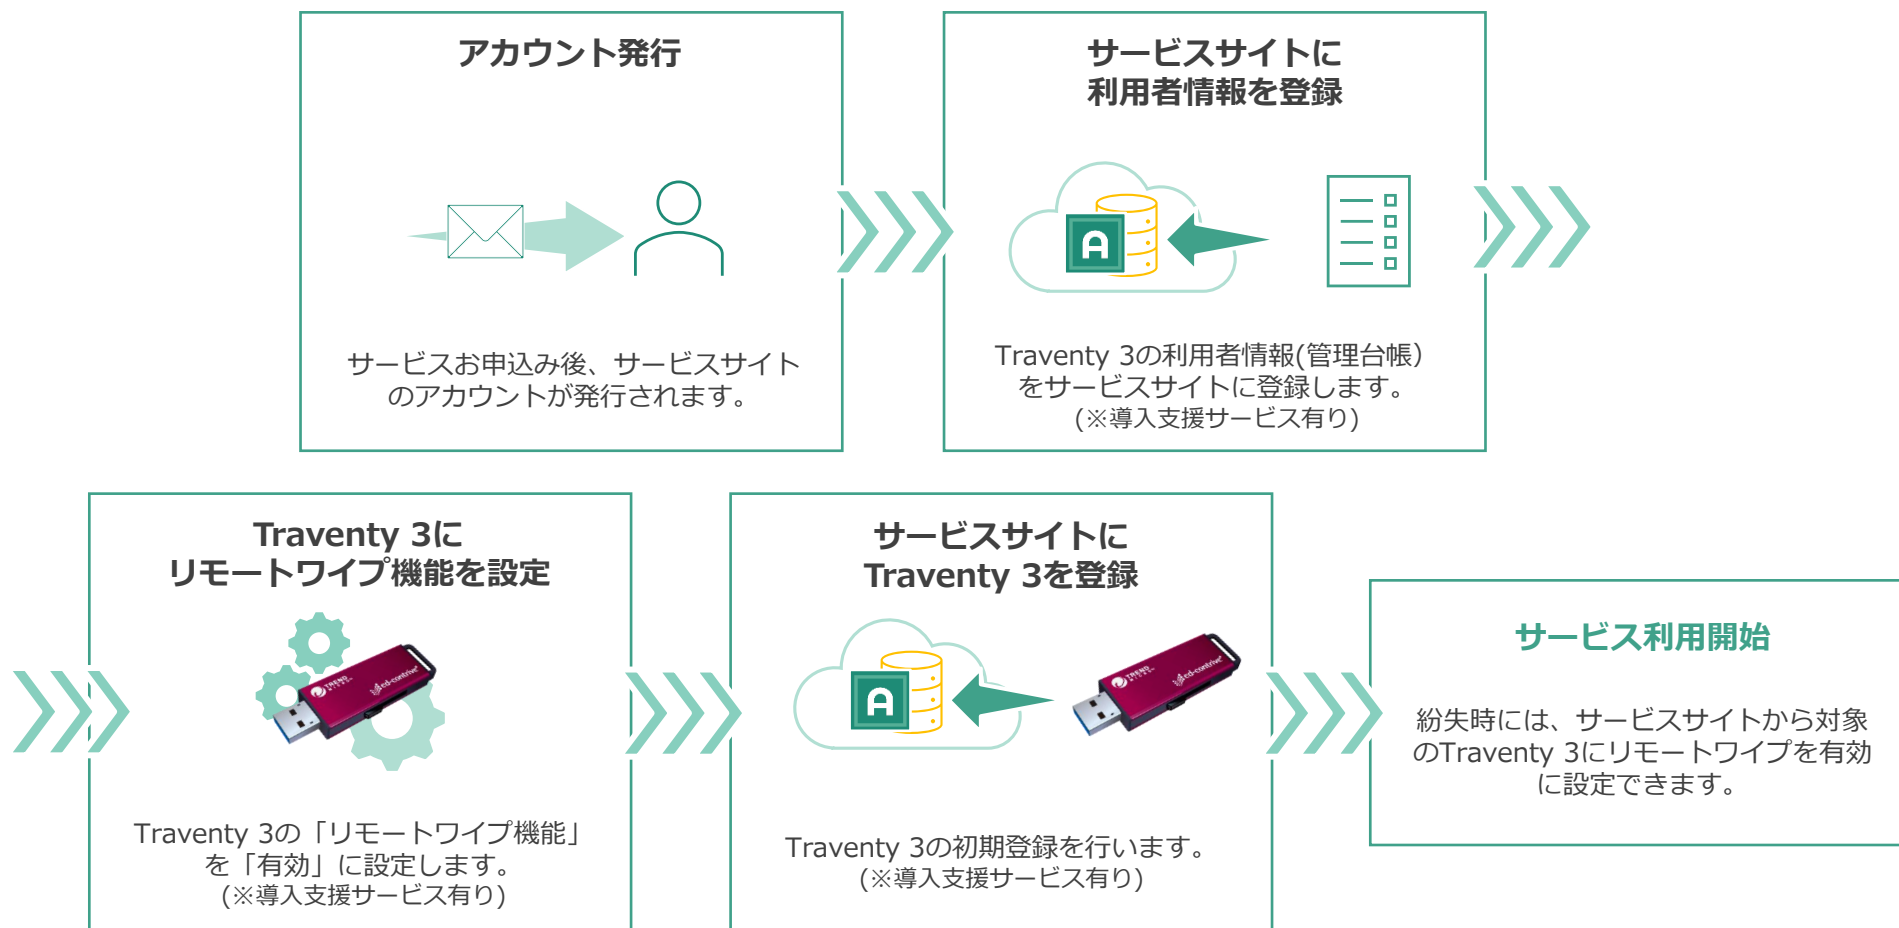 アカウント発行
サービスお申込み後、サービスサイト
のアカウントが発行されます。
サービスサイトに
利用者情報を登録
A
Traventy 3の利用者情報(管理台帳）
をサービスサイトに登録します。
(※導入支援サービス有り)
Traventy 3に
リモートワイプ機能を設定
TREND
MICRO
ed-contrive
Traventy 3の「リモートワイプ機能」
を「有効」に設定します。
(※導入支援サービス有り)
サービスサイトに
Traventy 3を登録
A
TREND
MICRO
ed-contrive
Traventy 3の初期登録を行います。
(※導入支援サービス有り)
サービス利用開始
紛失時には、サービスサイトから対象
のTraventy 3にリモートワイプを有効
に設定できます。